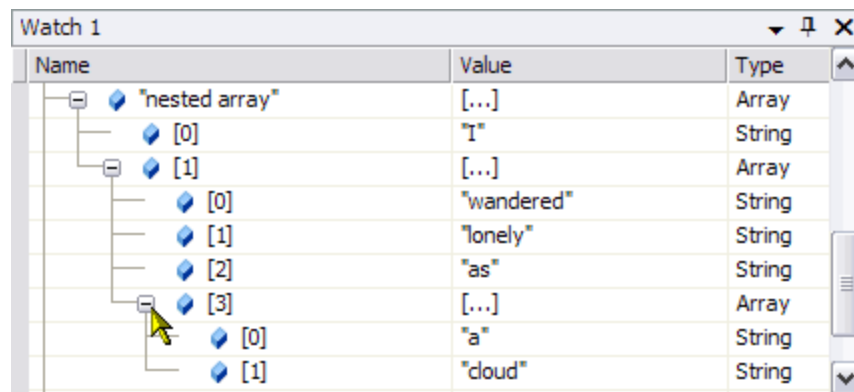 Watch 1
Name Value Type
"nested array" [...] Array
[0] "I" String
[1] [...] Array
[0] "wandered" String
[1] "lonely" String
[2] "as" String
[3] [...] Array
[0] "a" String
[1] "cloud" String